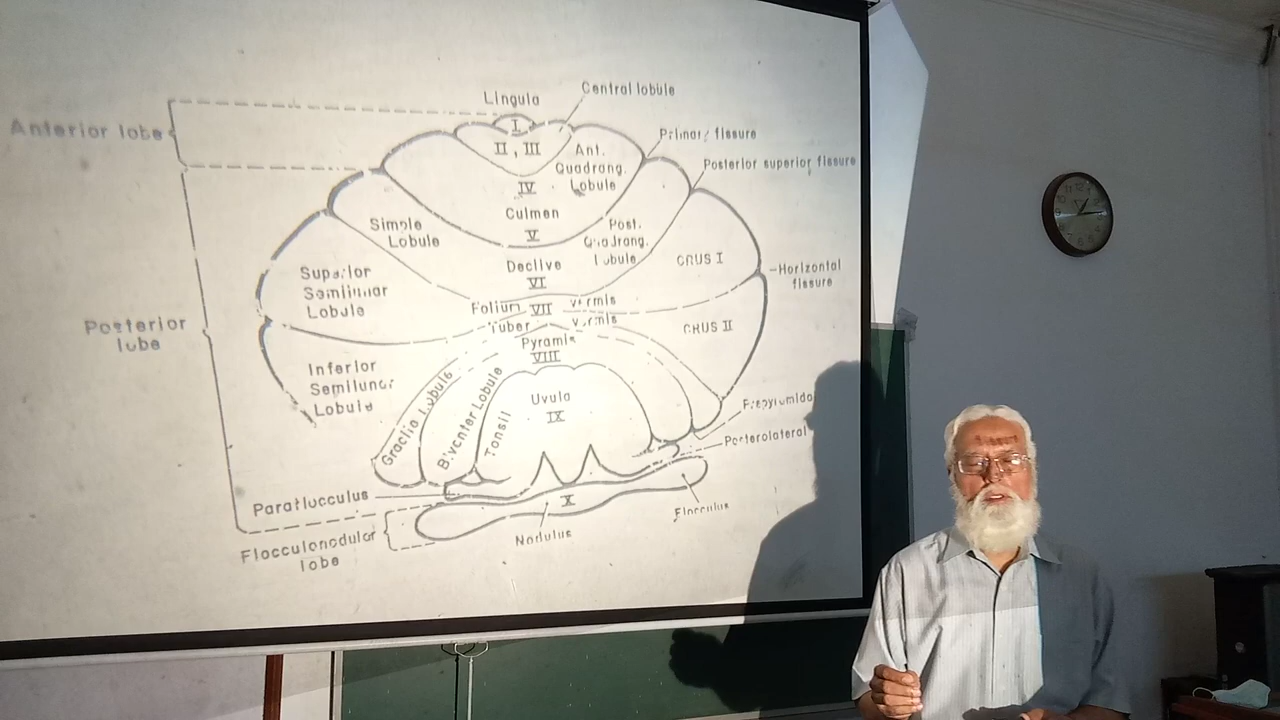 Lingula
Central lobule
Anterior lobe
I
Primary fissure
II, III
Ant.
Quadrang.
Lobule
Posterior superior fissure
IV
Culmen
V
Simple
Lobule
Post.
Quadrang.
Lobule
CRUS I
Declive
VI
Horizontal
fissure
Superior
Semilunar
Lobule
Folium VII vermis
Tuber vermis
CRUS II
Posterior
lobe
Pyramis
VIII
Inferior
Semilunar
Lobule
Gracile Lobule
Biventer Lobule
Tonsil
Uvula
IX
Posterolateral
Paraflocculus
X
Flocculus
Nodulus
Flocculonodular
lobe